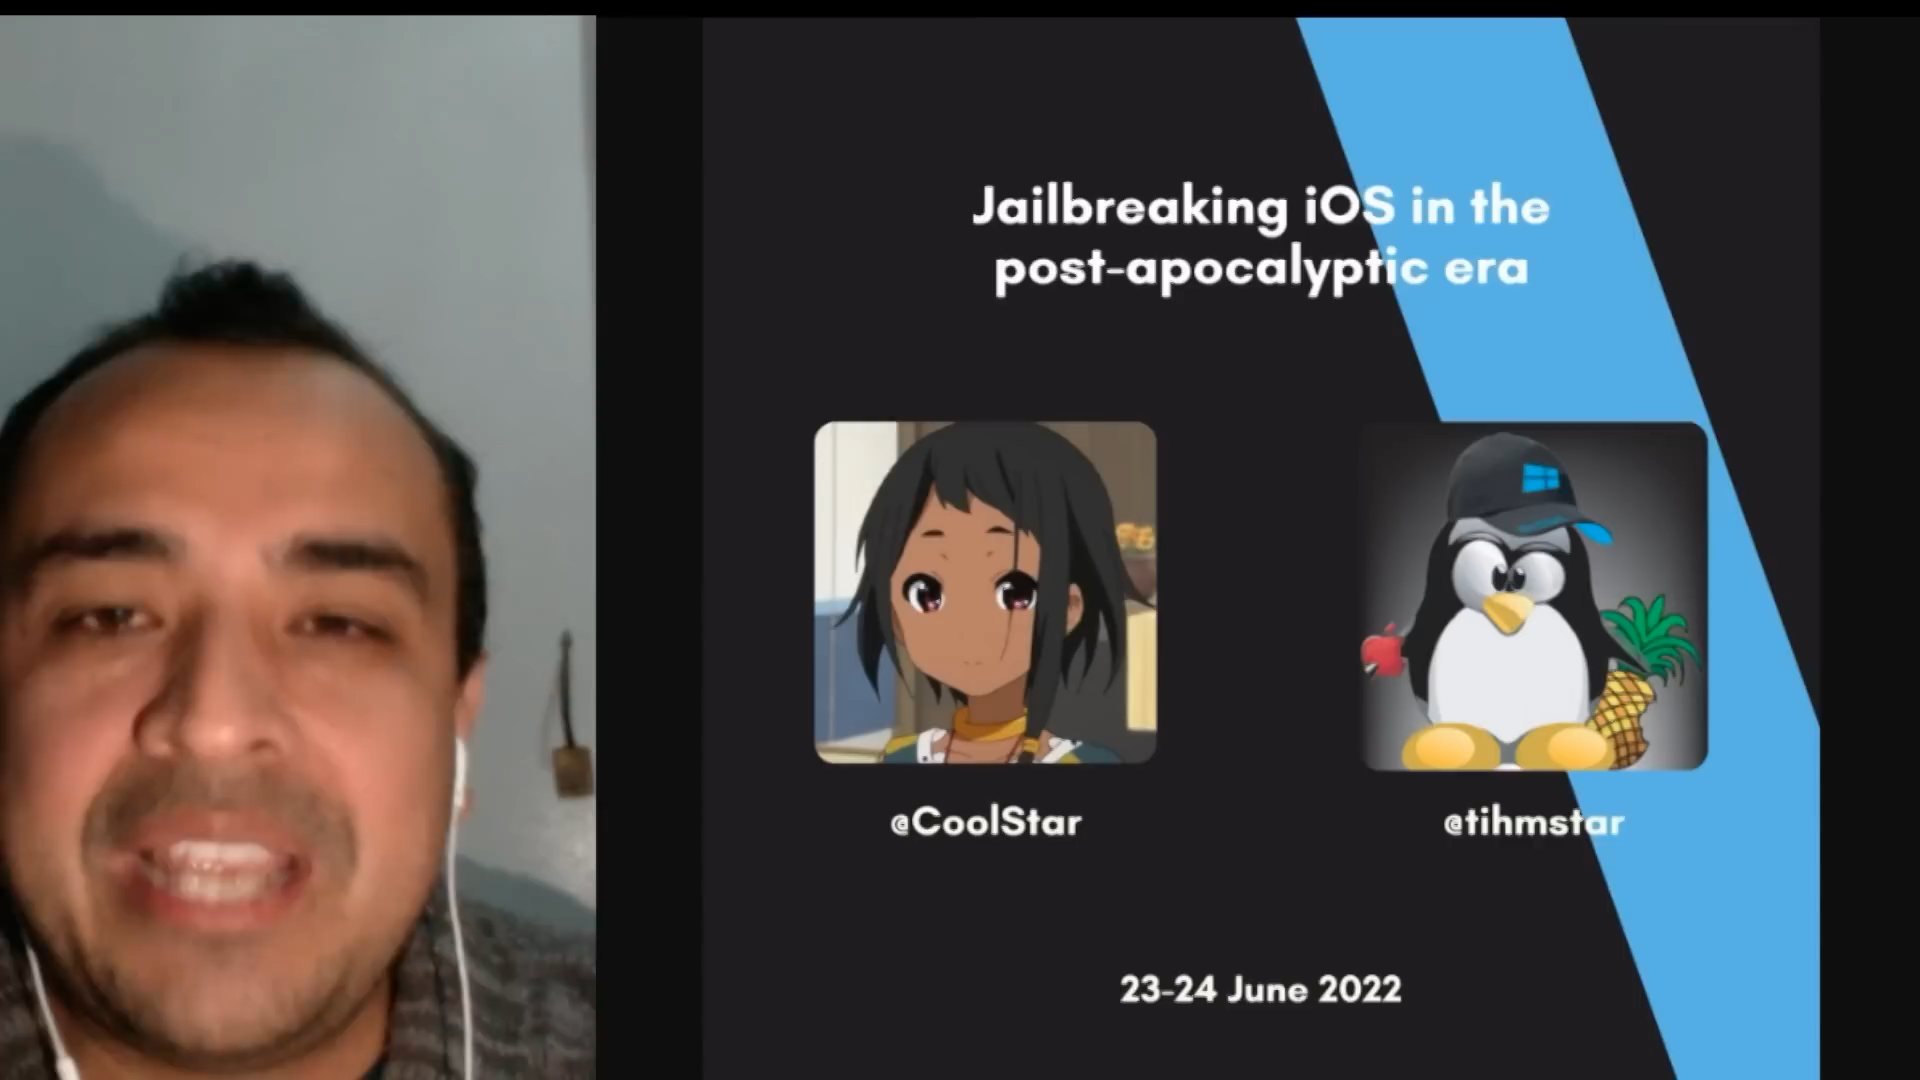 Jailbreaking iOS in the
post-apocalyptic era
@CoolStar
@tihmstar
23-24 June 2022